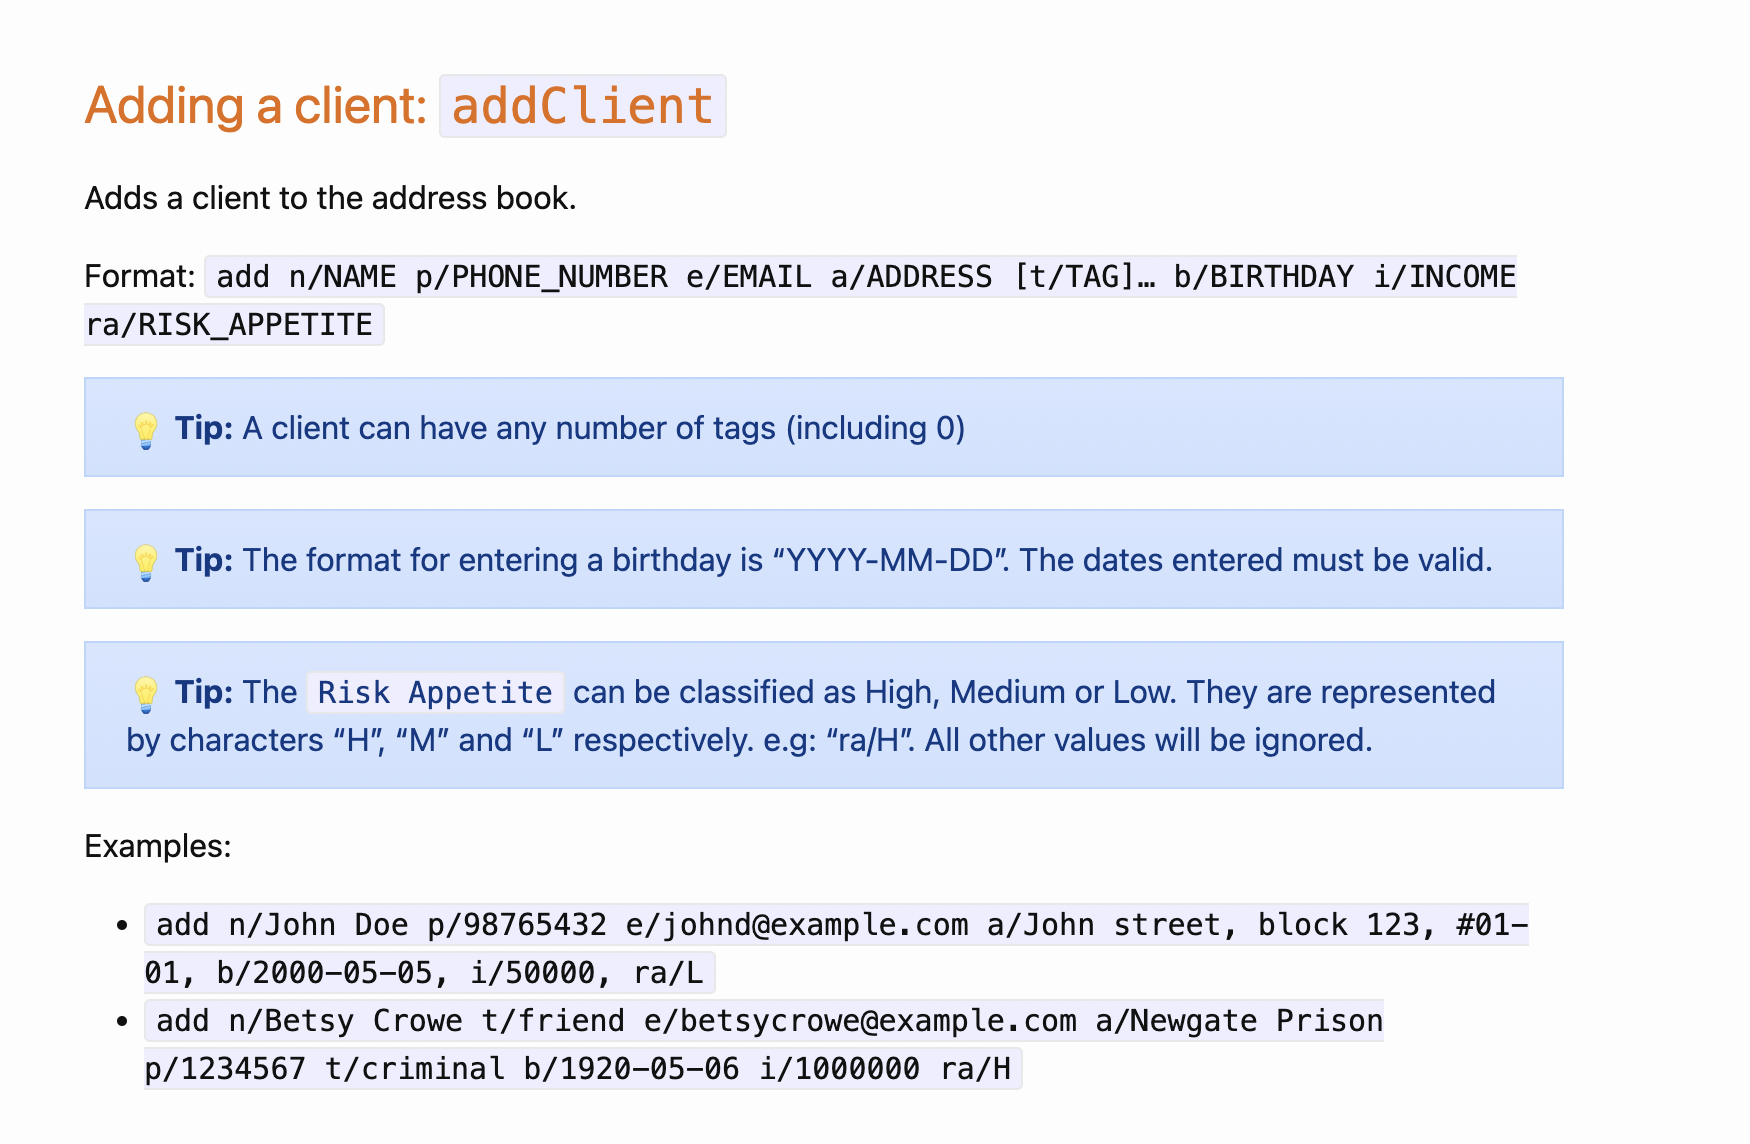 Adding a client: addClient
Adds a client to the address book.
Format: add n/NAME p/PHONE_NUMBER e/EMAIL a/ADDRESS [t/TAG]… b/BIRTHDAY i/INCOME
ra/RISK_APPETITE
💡 Tip: A client can have any number of tags (including 0)
💡 Tip: The format for entering a birthday is “YYYY-MM-DD”. The dates entered must be valid.
💡 Tip: The Risk Appetite can be classified as High, Medium or Low. They are represented
by characters “H”, “M” and “L” respectively. e.g: “ra/H”. All other values will be ignored.
Examples:
• add n/John Doe p/98765432 e/johnd@example.com a/John street, block 123, #01-
01, b/2000-05-05, i/50000, ra/L
• add n/Betsy Crowe t/friend e/betsycrowe@example.com a/Newgate Prison
p/1234567 t/criminal b/1920-05-06 i/1000000 ra/H